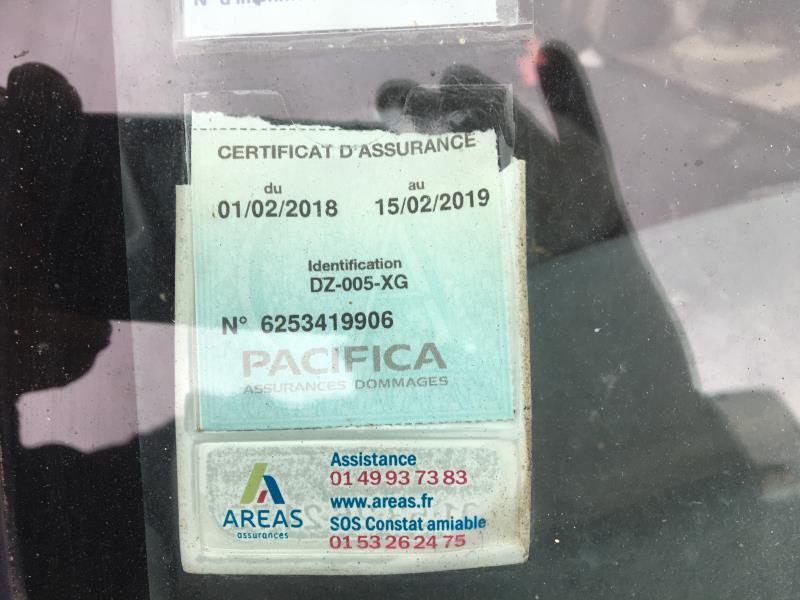 CERTIFICAT D'ASSURANCE
du au
01/02/2018 15/02/2019
Identification
DZ-005-XG
N° 6253419906
PACIFICA
ASSURANCES DOMMAGES
Assistance
01 49 93 73 83
www.areas.fr
SOS Constat amiable
01 53 26 24 75
AREAS
assurances